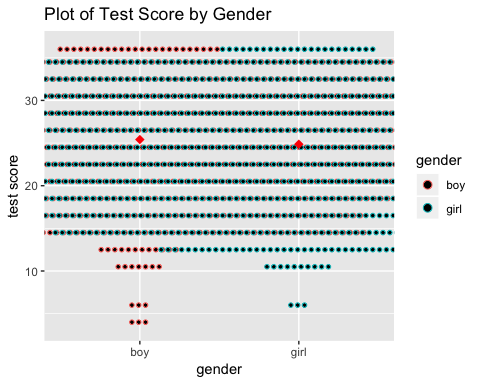 Plot of Test Score by Gender
30
20
10
test score
boy
girl
gender
gender
boy
girl